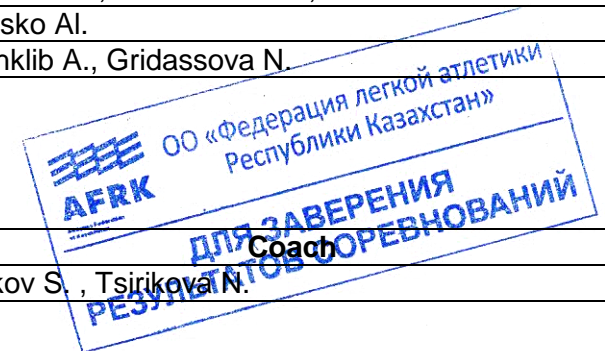 sko Al.
nklib A., Gridassova N.
ОО «Федерация легкой атлетики
Республики Казахстан»
AFRK
ДЛЯ ЗАВЕРЕНИЯ
РЕЗУЛЬТАТОВ СОРЕВНОВАНИЙ
Coach
kov S. , Tsirikova N.